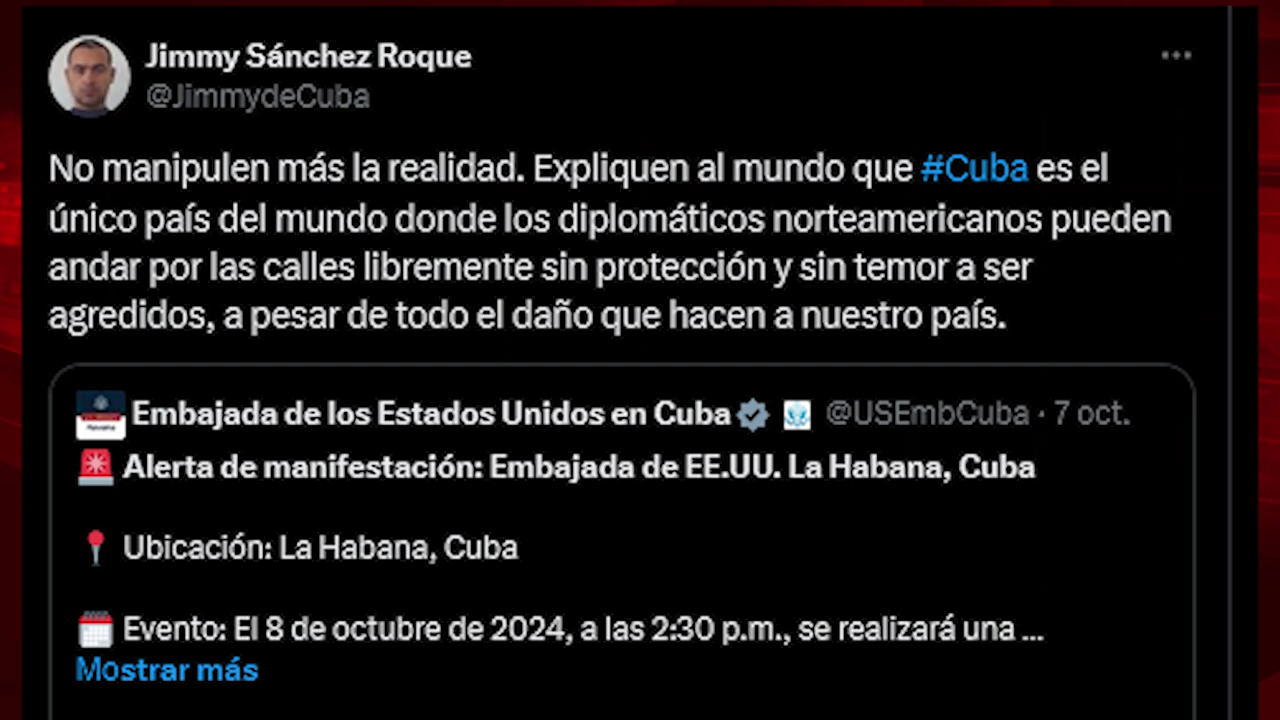 Jimmy Sánchez Roque
@JimmydeCuba
No manipulen más la realidad. Expliquen al mundo que #Cuba es el
único país del mundo donde los diplomáticos norteamericanos pueden
andar por las calles libremente sin protección y sin temor a ser
agredidos, a pesar de todo el daño que hacen a nuestro país.
Embajada de los Estados Unidos en Cuba @USEmbCuba · 7 oct.
Alerta de manifestación: Embajada de EE.UU. La Habana, Cuba
Ubicación: La Habana, Cuba
Evento: El 8 de octubre de 2024, a las 2:30 p.m., se realizará una ...
Mostrar más